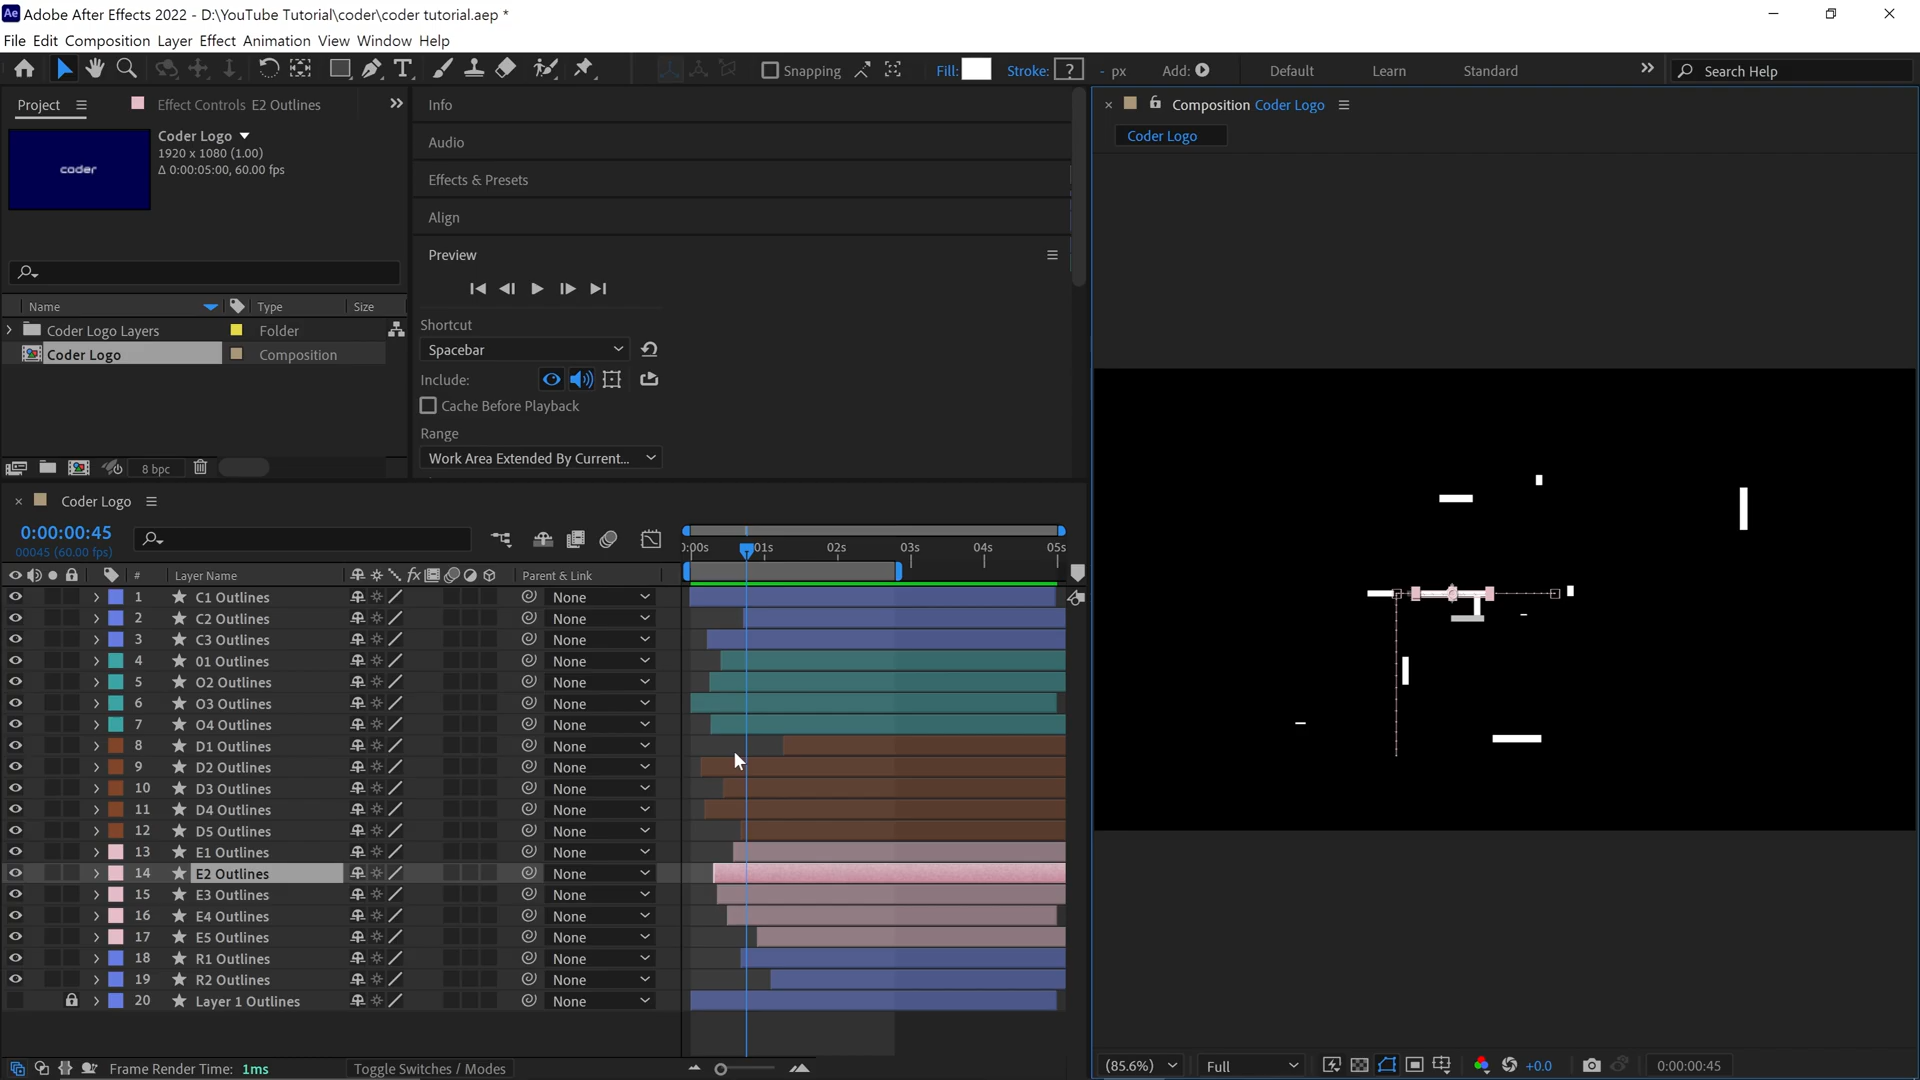 Adobe After Effects 2022 - D:\YouTube Tutorial\coder\coder tutorial.aep *
File Edit Composition Layer Effect Animation View Window Help
Snapping Fill: Stroke: ? - px Add: Default Learn Standard Search Help
Project Effect Controls E2 Outlines
Coder Logo
1920 x 1080 (1.00)
Δ 0:00:05:00, 60.00 fps
coder
Name Type Size
Coder Logo Layers Folder
Coder Logo Composition
8 bpc
Info
Audio
Effects & Presets
Align
Preview
Shortcut
Spacebar
Include:
Cache Before Playback
Range
Work Area Extended By Current...
Composition Coder Logo
Coder Logo
Coder Logo
0:00:00:45
00045 (60.00 fps)
):00s 01s 02s 03s 04s 05s
# Layer Name fx Parent & Link
1 C1 Outlines None
2 C2 Outlines None
3 C3 Outlines None
4 01 Outlines None
5 O2 Outlines None
6 O3 Outlines None
7 O4 Outlines None
8 D1 Outlines None
9 D2 Outlines None
10 D3 Outlines None
11 D4 Outlines None
12 D5 Outlines None
13 E1 Outlines None
14 E2 Outlines None
15 E3 Outlines None
16 E4 Outlines None
17 E5 Outlines None
18 R1 Outlines None
19 R2 Outlines None
20 Layer 1 Outlines None
Frame Render Time: 1ms Toggle Switches / Modes
(85.6%) Full +0.0 0:00:00:45